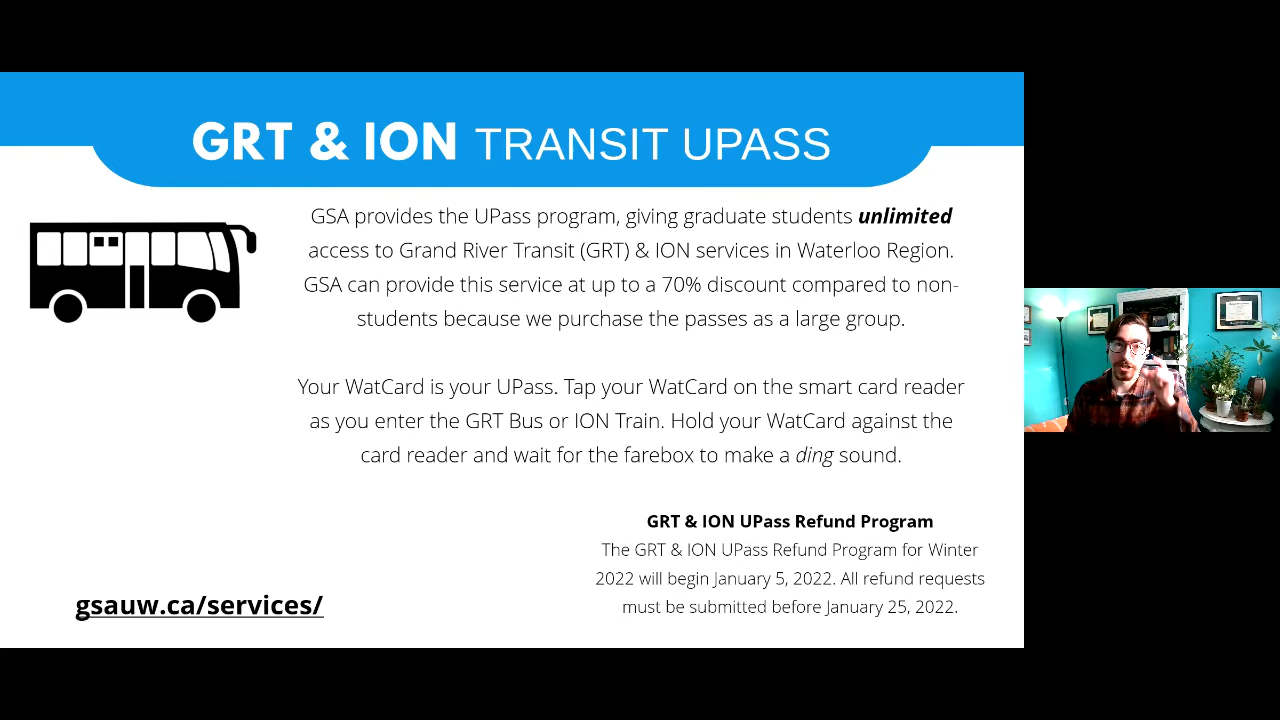 GRT & ION TRANSIT UPASS
GSA provides the UPass program, giving graduate students unlimited
access to Grand River Transit (GRT) & ION services in Waterloo Region.
GSA can provide this service at up to a 70% discount compared to non-
students because we purchase the passes as a large group.
Your WatCard is your UPass. Tap your WatCard on the smart card reader
as you enter the GRT Bus or ION Train. Hold your WatCard against the
card reader and wait for the farebox to make a ding sound.
GRT & ION UPass Refund Program
The GRT & ION UPass Refund Program for Winter
2022 will begin January 5, 2022. All refund requests
must be submitted before January 25, 2022.
gsauw.ca/services/